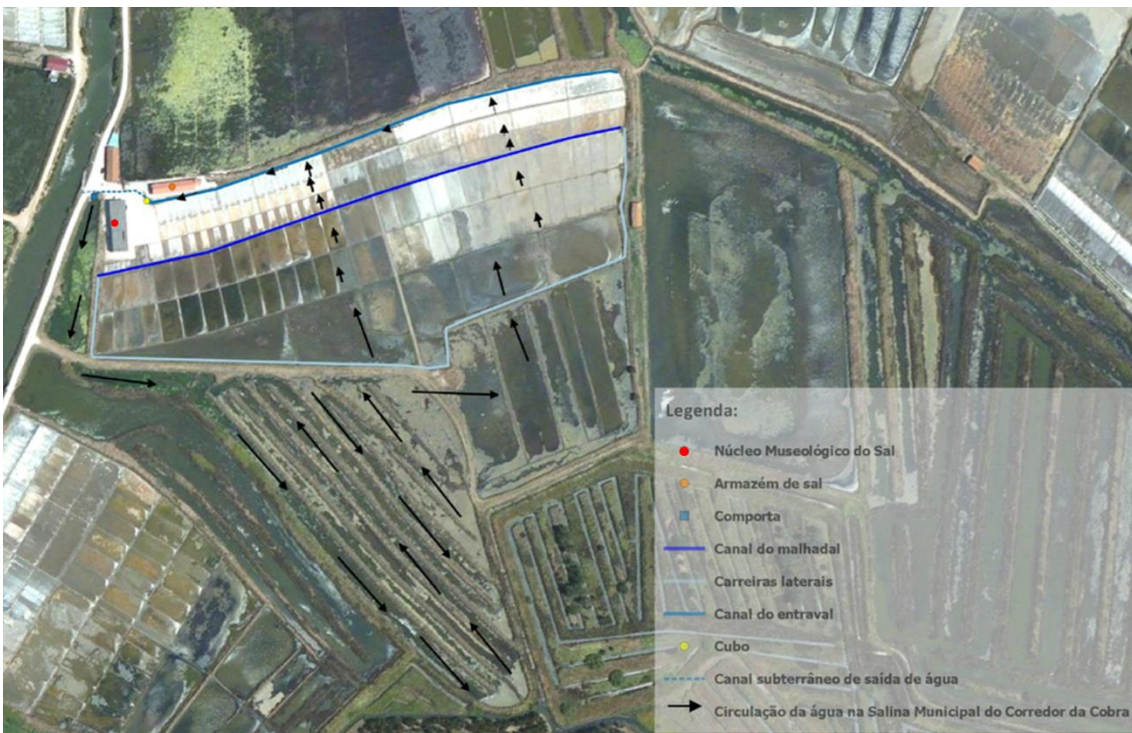 Legenda:
Núcleo Museológico do Sal
Armazém de sal
Comporta
Canal do malhadal
Carreiras laterais
Canal do entraval
Cubo
Canal subterrâneo de saída de água
Circulação da água na Salina Municipal do Corredor da Cobra